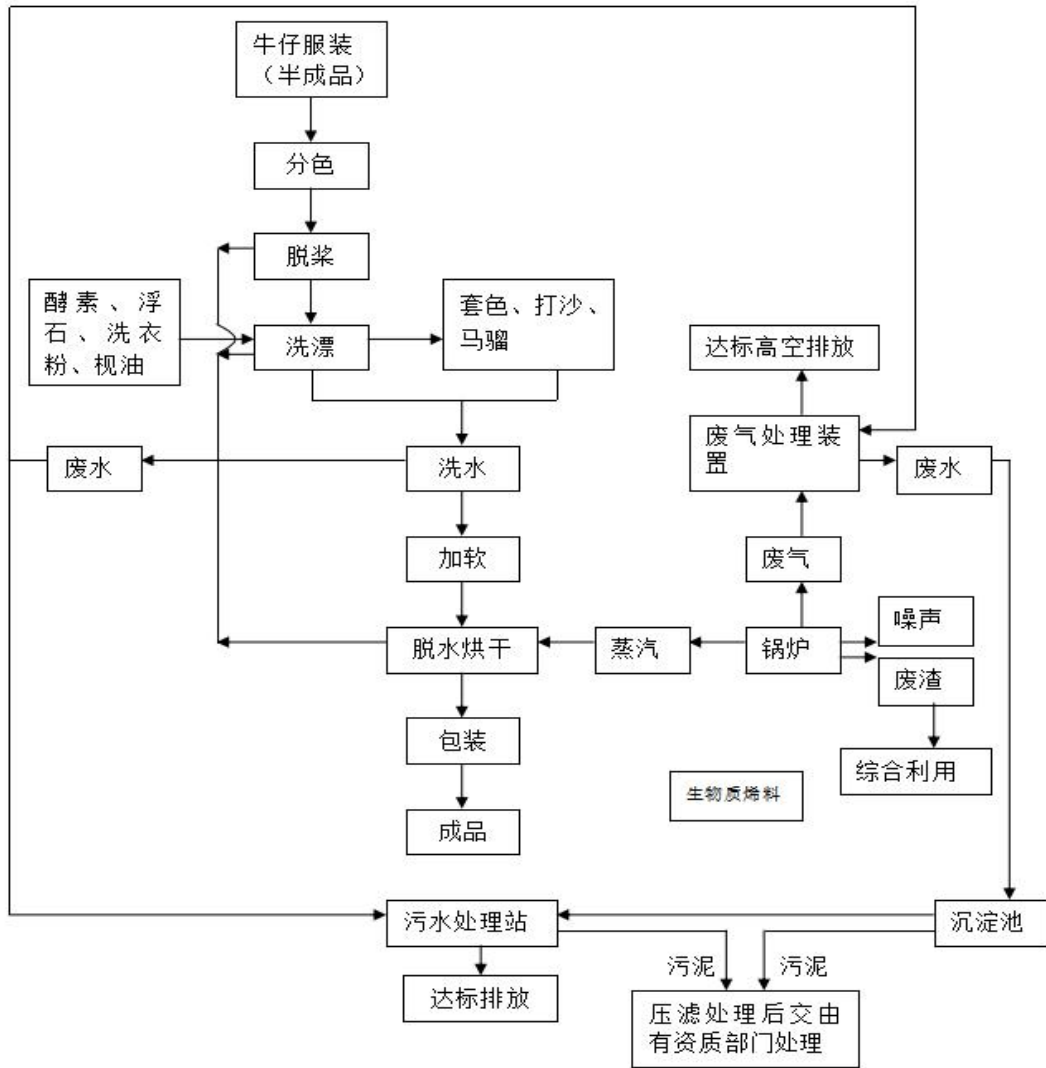 牛仔服装
（半成品）
分色
脱浆
酵素、浮
石、洗衣
粉、枧油
洗漂
套色、打沙、
马骝
达标高空排放
废气处理装
置
废水
洗水
废水
加软
废气
噪声
脱水烘干
蒸汽
锅炉
废渣
包装
综合利用
生物质烯料
成品
污水处理站
沉淀池
污泥
污泥
达标排放
压滤处理后交由
有资质部门处理